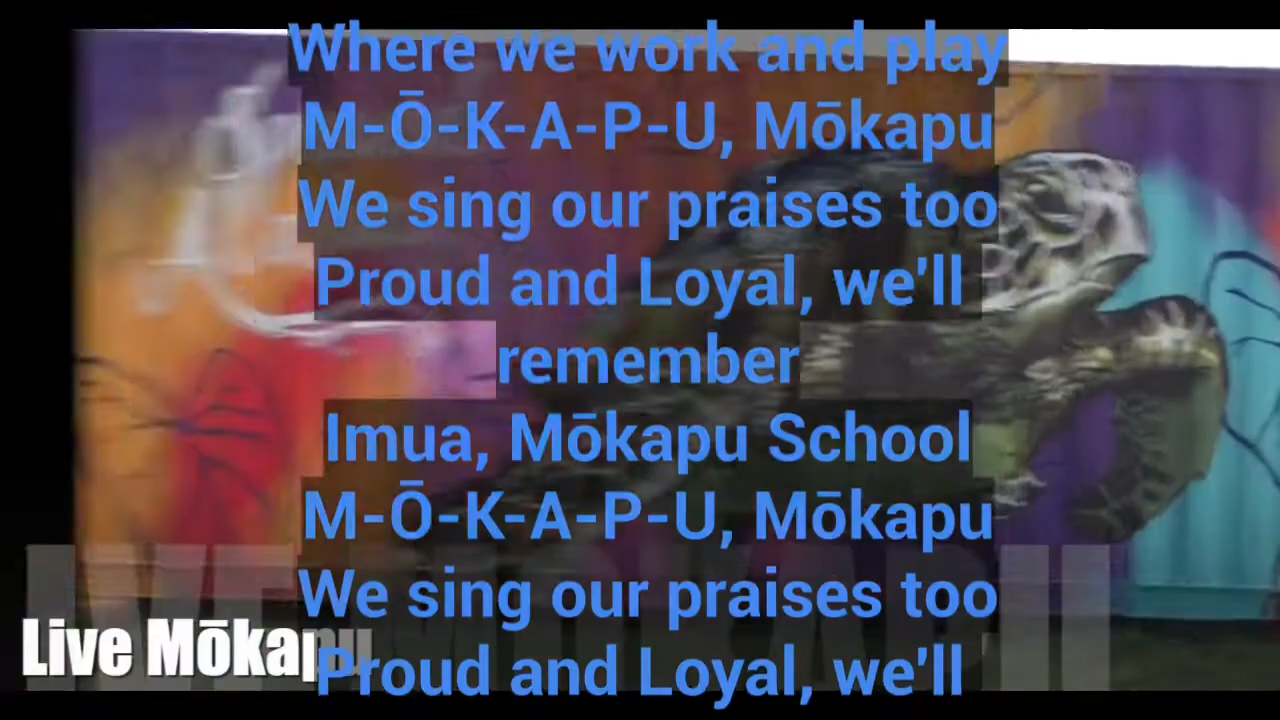 Where we work and play
M-Ō-K-A-P-U, Mōkapu
We sing our praises too
Proud and Loyal, we'll
remember
Imua, Mōkapu School
M-Ō-K-A-P-U, Mōkapu
We sing our praises too
Proud and Loyal, we'll
Live Mōkapu